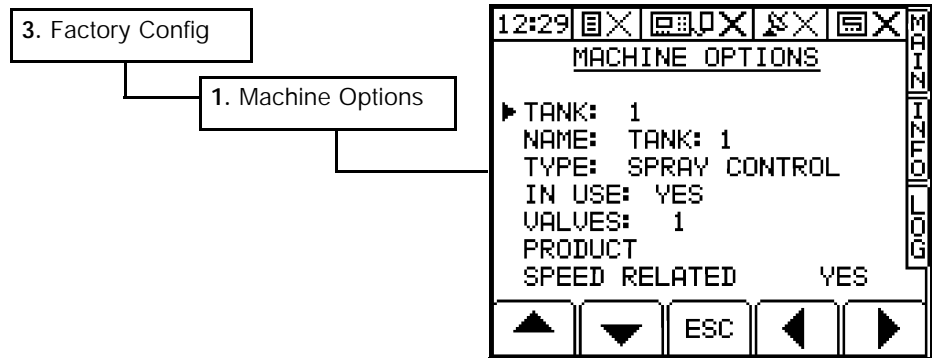 3. Factory Config
1. Machine Options
12:29
MACHINE OPTIONS
TANK: 1
NAME: TANK: 1
TYPE: SPRAY CONTROL
IN USE: YES
VALVES: 1
PRODUCT
SPEED RELATED YES
ESC
MAIN
INFO
LOG